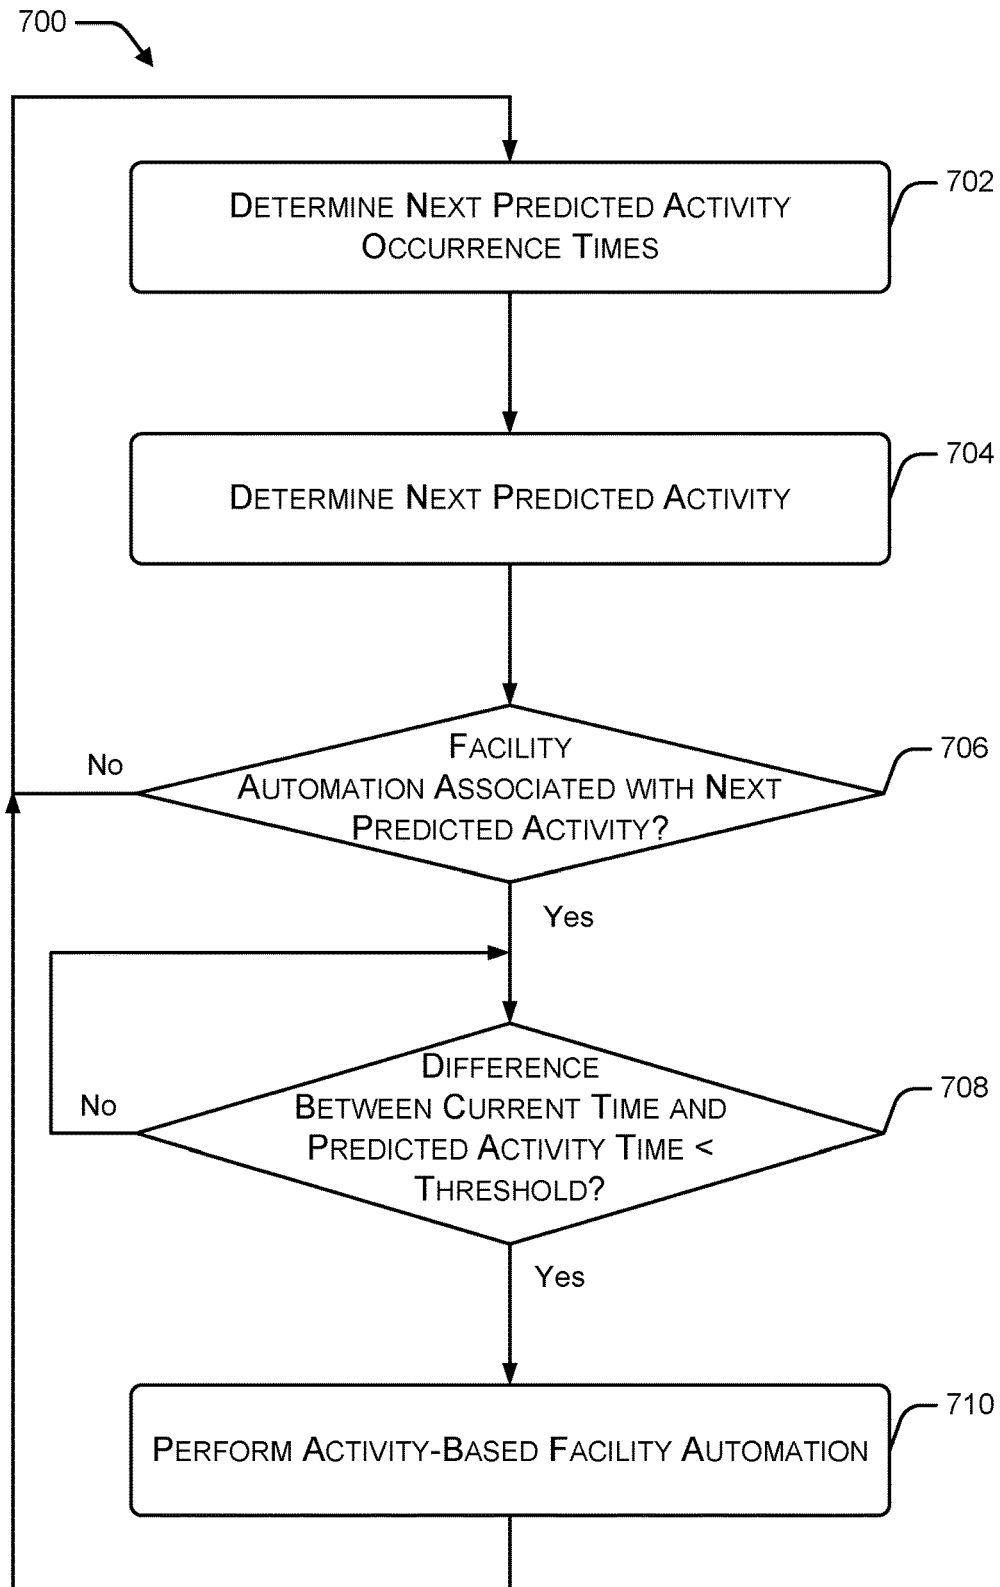 700
DETERMINE NEXT PREDICTED ACTIVITY
OCCURRENCE TIMES
702
DETERMINE NEXT PREDICTED ACTIVITY
704
FACILITY
AUTOMATION ASSOCIATED WITH NEXT
PREDICTED ACTIVITY?
706
No
Yes
DIFFERENCE
BETWEEN CURRENT TIME AND
PREDICTED ACTIVITY TIME <
THRESHOLD?
708
No
Yes
PERFORM ACTIVITY-BASED FACILITY AUTOMATION
710